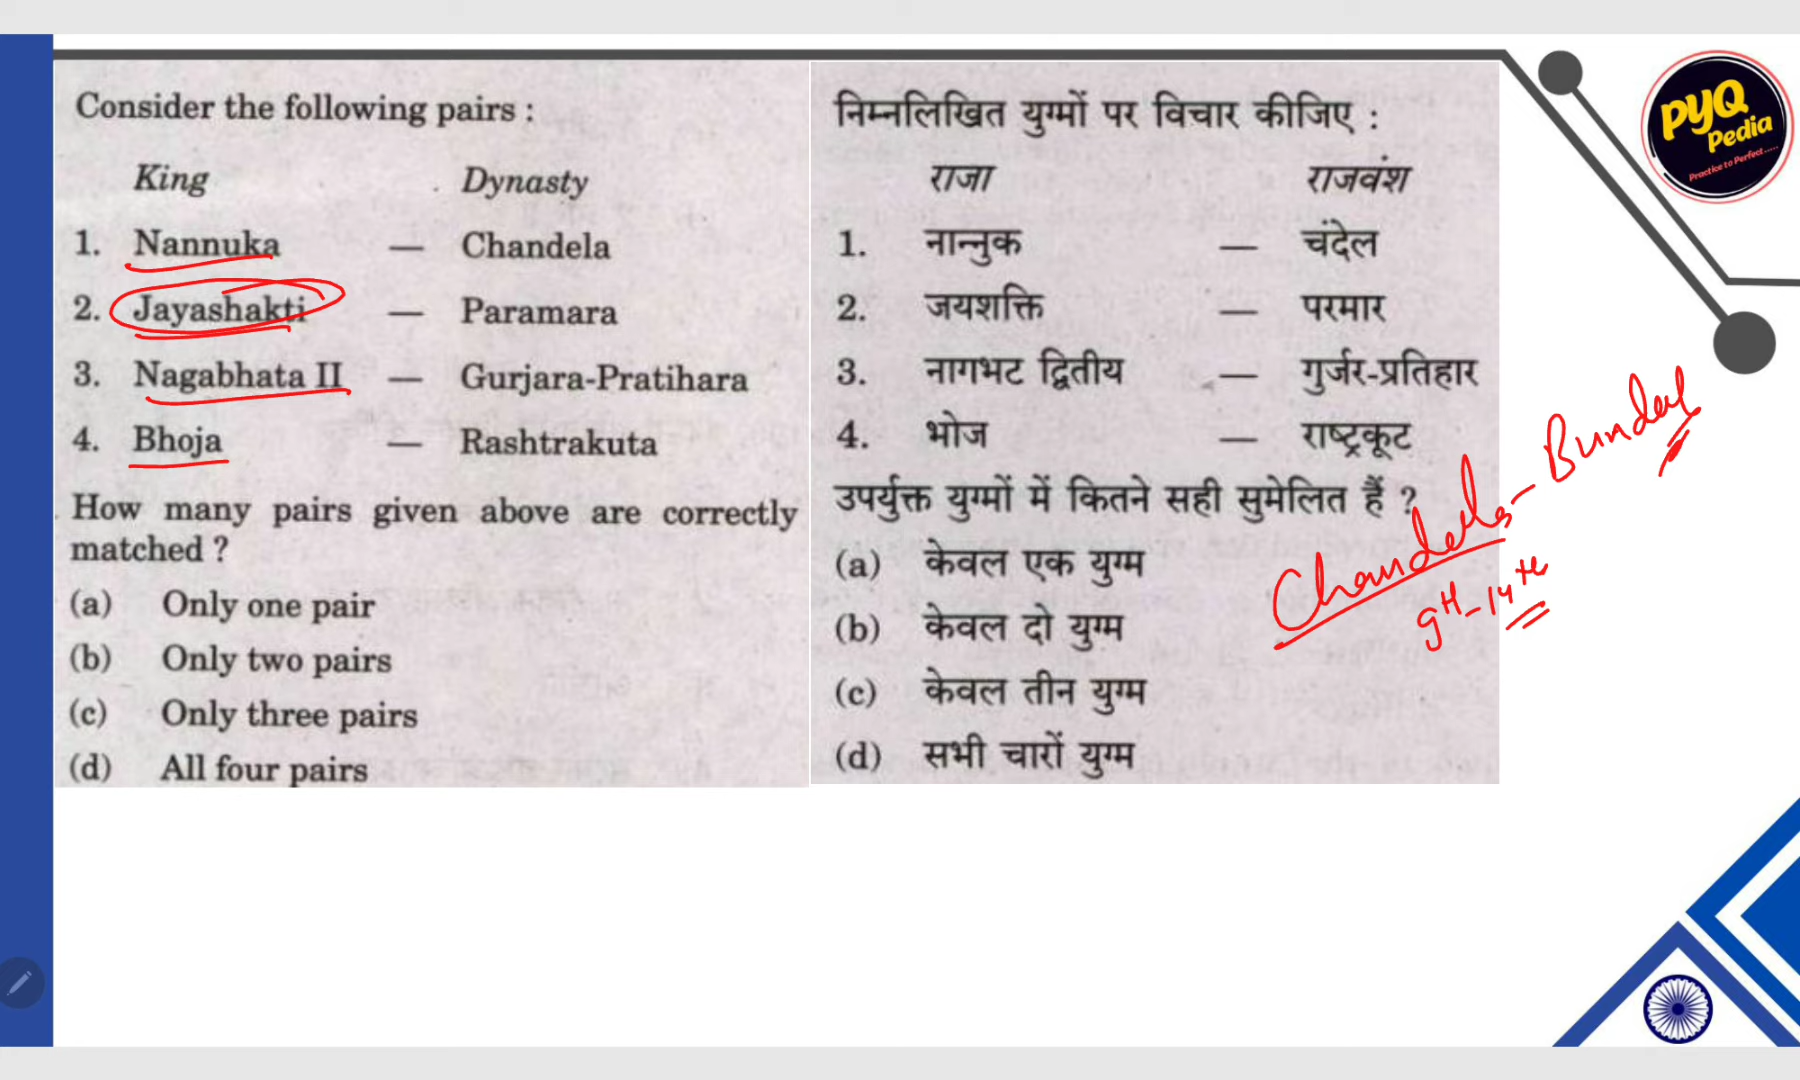 Consider the following pairs :
King Dynasty
1. Nannuka — Chandela
2. Jayashakti — Paramara
3. Nagabhata II — Gurjara-Pratihara
4. Bhoja — Rashtrakuta
How many pairs given above are correctly
matched ?
(a) Only one pair
(b) Only two pairs
(c) Only three pairs
(d) All four pairs
निम्नलिखित युग्मों पर विचार कीजिए :
राजा राजवंश
1. नान्नुक — चंदेल
2. जयशक्ति — परमार
3. नागभट द्वितीय — गुर्जर-प्रतिहार
4. भोज — राष्ट्रकूट
उपर्युक्त युग्मों में कितने सही सुमेलित हैं ?
(a) केवल एक युग्म
(b) केवल दो युग्म
(c) केवल तीन युग्म
(d) सभी चारों युग्म
PYQ
Pedia
Practice to Perfect.....
Chandela - Bundel
9th - 14th